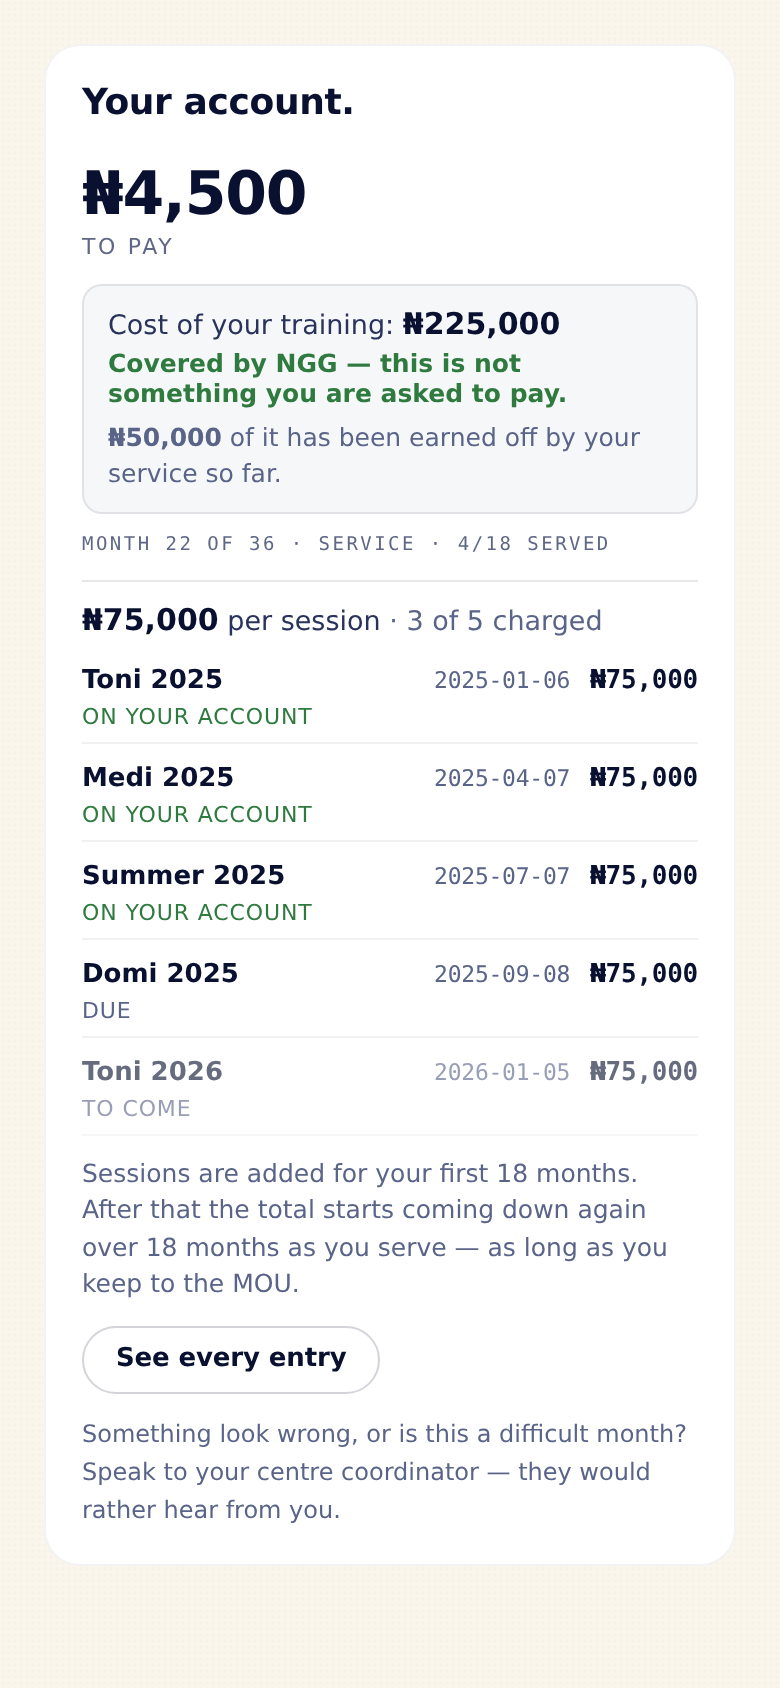 Your account.
₦4,500
TO PAY
Cost of your training: ₦225,000
Covered by NGG — this is not
something you are asked to pay.
₦50,000 of it has been earned off by your
service so far.
MONTH 22 OF 36 · SERVICE · 4/18 SERVED
₦75,000 per session · 3 of 5 charged
Toni 2025 2025-01-06 ₦75,000
ON YOUR ACCOUNT
Medi 2025 2025-04-07 ₦75,000
ON YOUR ACCOUNT
Summer 2025 2025-07-07 ₦75,000
ON YOUR ACCOUNT
Domi 2025 2025-09-08 ₦75,000
DUE
Toni 2026 2026-01-05 ₦75,000
TO COME
Sessions are added for your first 18 months.
After that the total starts coming down again
over 18 months as you serve — as long as you
keep to the MOU.
See every entry
Something look wrong, or is this a difficult month?
Speak to your centre coordinator — they would
rather hear from you.